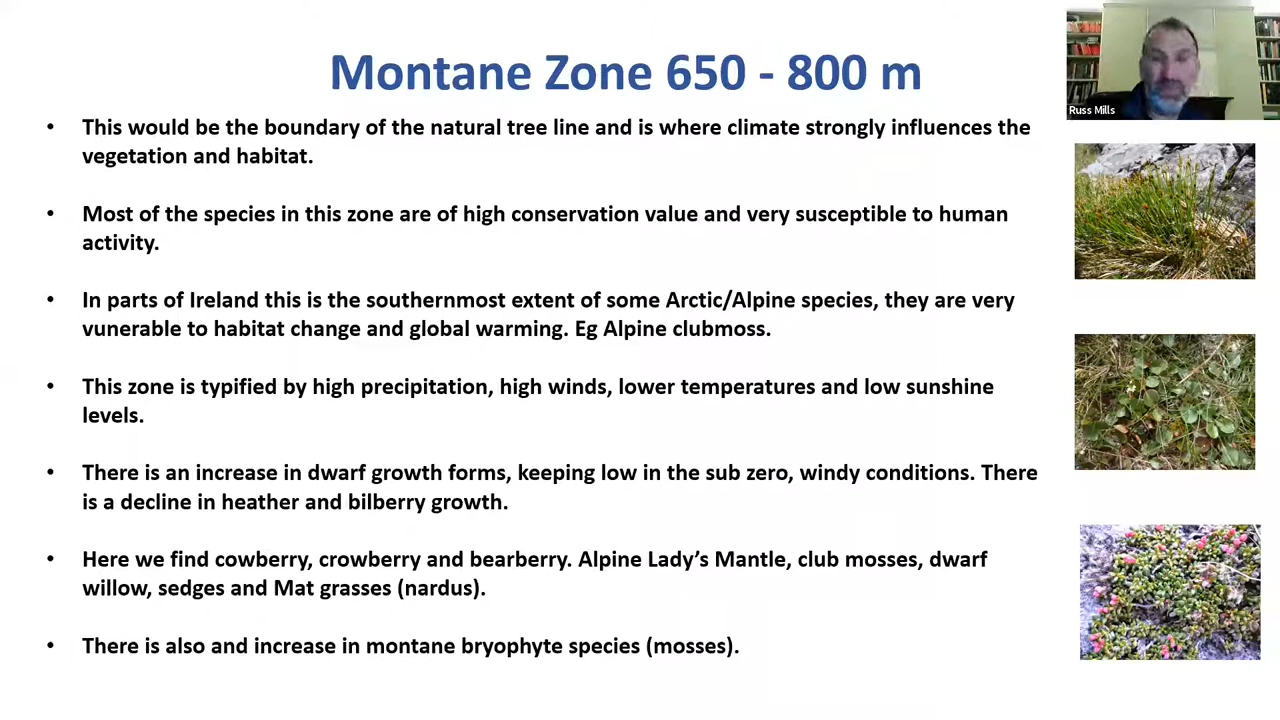 Montane Zone 650 - 800 m
Russ Mills
• This would be the boundary of the natural tree line and is where climate strongly influences the
vegetation and habitat.
• Most of the species in this zone are of high conservation value and very susceptible to human
activity.
• In parts of Ireland this is the southernmost extent of some Arctic/Alpine species, they are very
vunerable to habitat change and global warming. Eg Alpine clubmoss.
• This zone is typified by high precipitation, high winds, lower temperatures and low sunshine
levels.
• There is an increase in dwarf growth forms, keeping low in the sub zero, windy conditions. There
is a decline in heather and bilberry growth.
• Here we find cowberry, crowberry and bearberry. Alpine Lady’s Mantle, club mosses, dwarf
willow, sedges and Mat grasses (nardus).
• There is also and increase in montane bryophyte species (mosses).